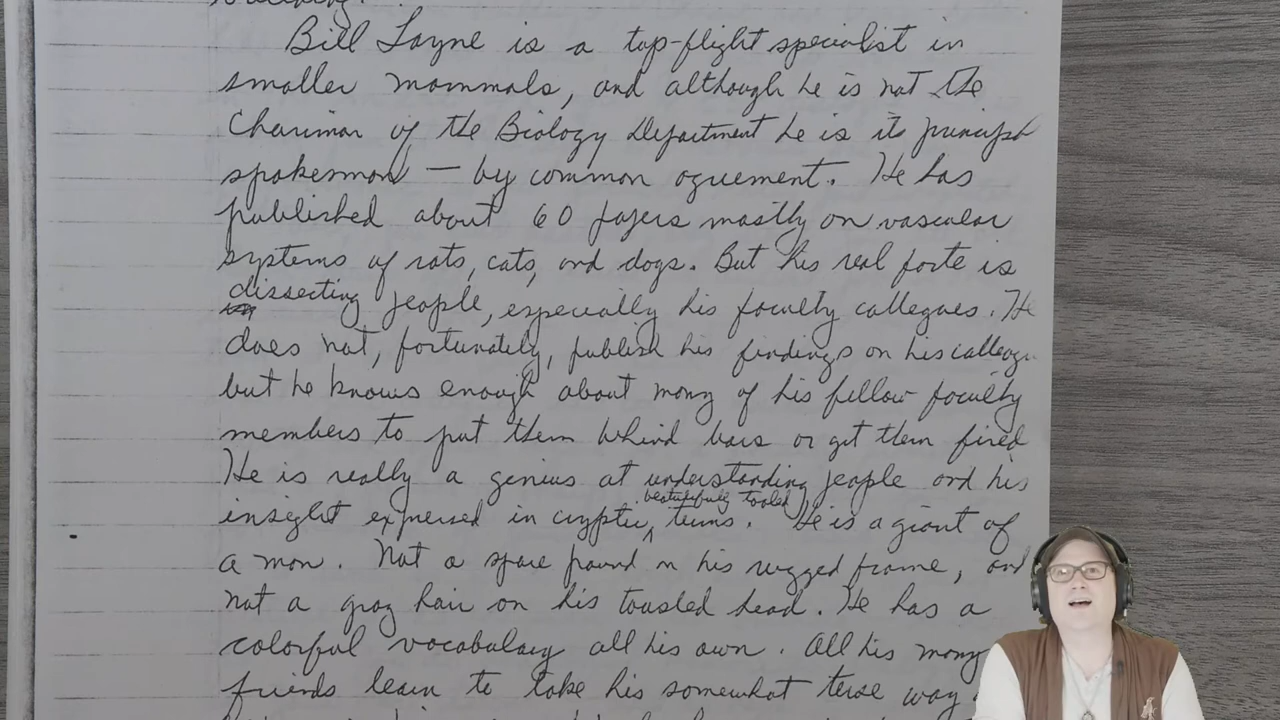 Bill Layne is a top-flight specialist in
smaller mammals, and although he is not the
Chariman of the Biology Department he is its
spokesman — by common agreement. He has
published about 60 papers mostly on vascular
systems of rats, cats, and dogs. But his real forte is
dissecting people, especially his faculty collegues. He
does not, fortunately, publish his findings on his
but he knows enough about many of his fellow faculty
members to put them behind bars or get them fired
He is really a genius at understanding people and his
beautifully tooled
insight expressed in cryptic, terms. He is a giant of
a man. Not a spare pound on his rugged frame, and
not a gray hair on his tousled head. He has a
colorful vocabulary all his own. All his many
friends learn to take his somewhat terse way